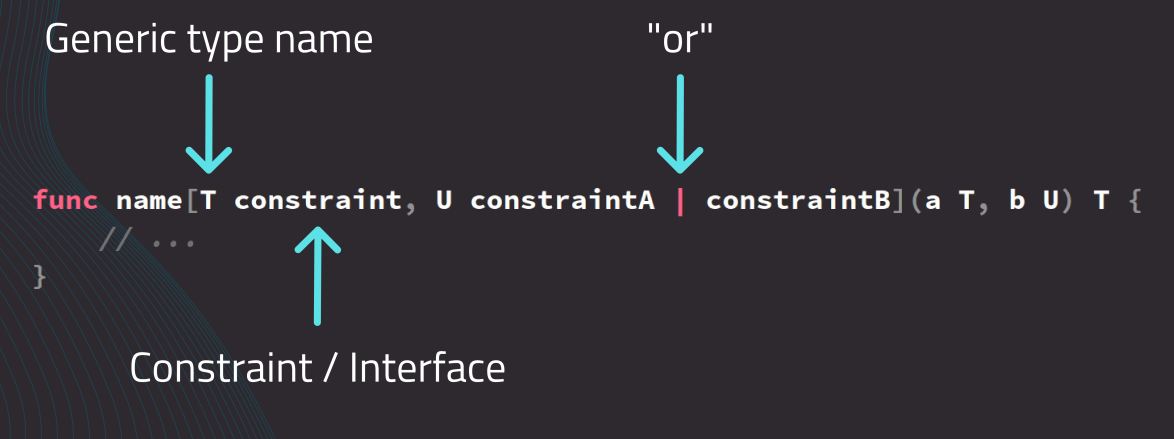 Generic type name
"or"
func name[T constraint, U constraintA | constraintB](a T, b U) T {
// ...
}
Constraint / Interface